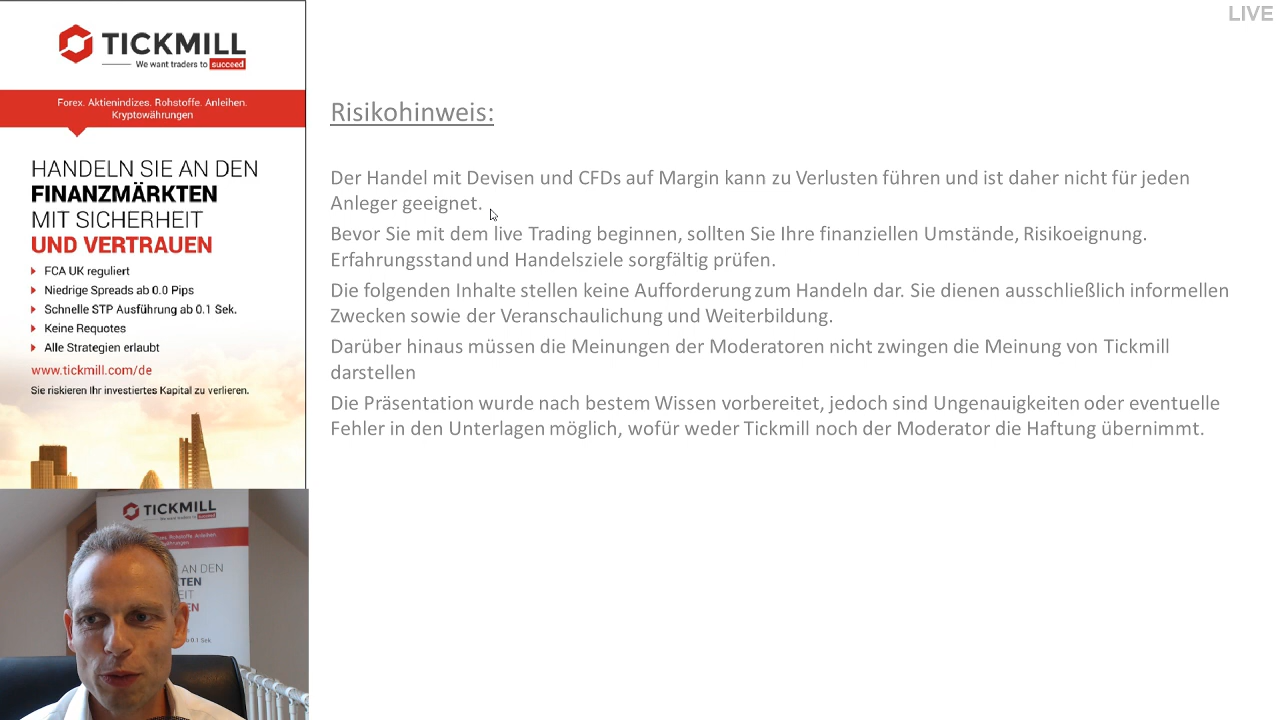 LIVE
TICKMILL
We want traders to succeed
Forex. Aktienindizes. Rohstoffe. Anleihen.
Kryptowährungen
HANDELN SIE AN DEN
FINANZMÄRKTEN
MIT SICHERHEIT
UND VERTRAUEN
FCA UK reguliert
Niedrige Spreads ab 0.0 Pips
Schnelle STP Ausführung ab 0.1 Sek.
Keine Requotes
Alle Strategien erlaubt
www.tickmill.com/de
Sie riskieren Ihr investiertes Kapital zu verlieren.
Risikohinweis:
Der Handel mit Devisen und CFDs auf Margin kann zu Verlusten führen und ist daher nicht für jeden
Anleger geeignet.
Bevor Sie mit dem live Trading beginnen, sollten Sie Ihre finanziellen Umstände, Risikoeignung.
Erfahrungsstand und Handelsziele sorgfältig prüfen.
Die folgenden Inhalte stellen keine Aufforderung zum Handeln dar. Sie dienen ausschließlich informellen
Zwecken sowie der Veranschaulichung und Weiterbildung.
Darüber hinaus müssen die Meinungen der Moderatoren nicht zwingen die Meinung von Tickmill
darstellen
Die Präsentation wurde nach bestem Wissen vorbereitet, jedoch sind Ungenauigkeiten oder eventuelle
Fehler in den Unterlagen möglich, wofür weder Tickmill noch der Moderator die Haftung übernimmt.
TICKMILL
We want traders to succeed
AN DEN